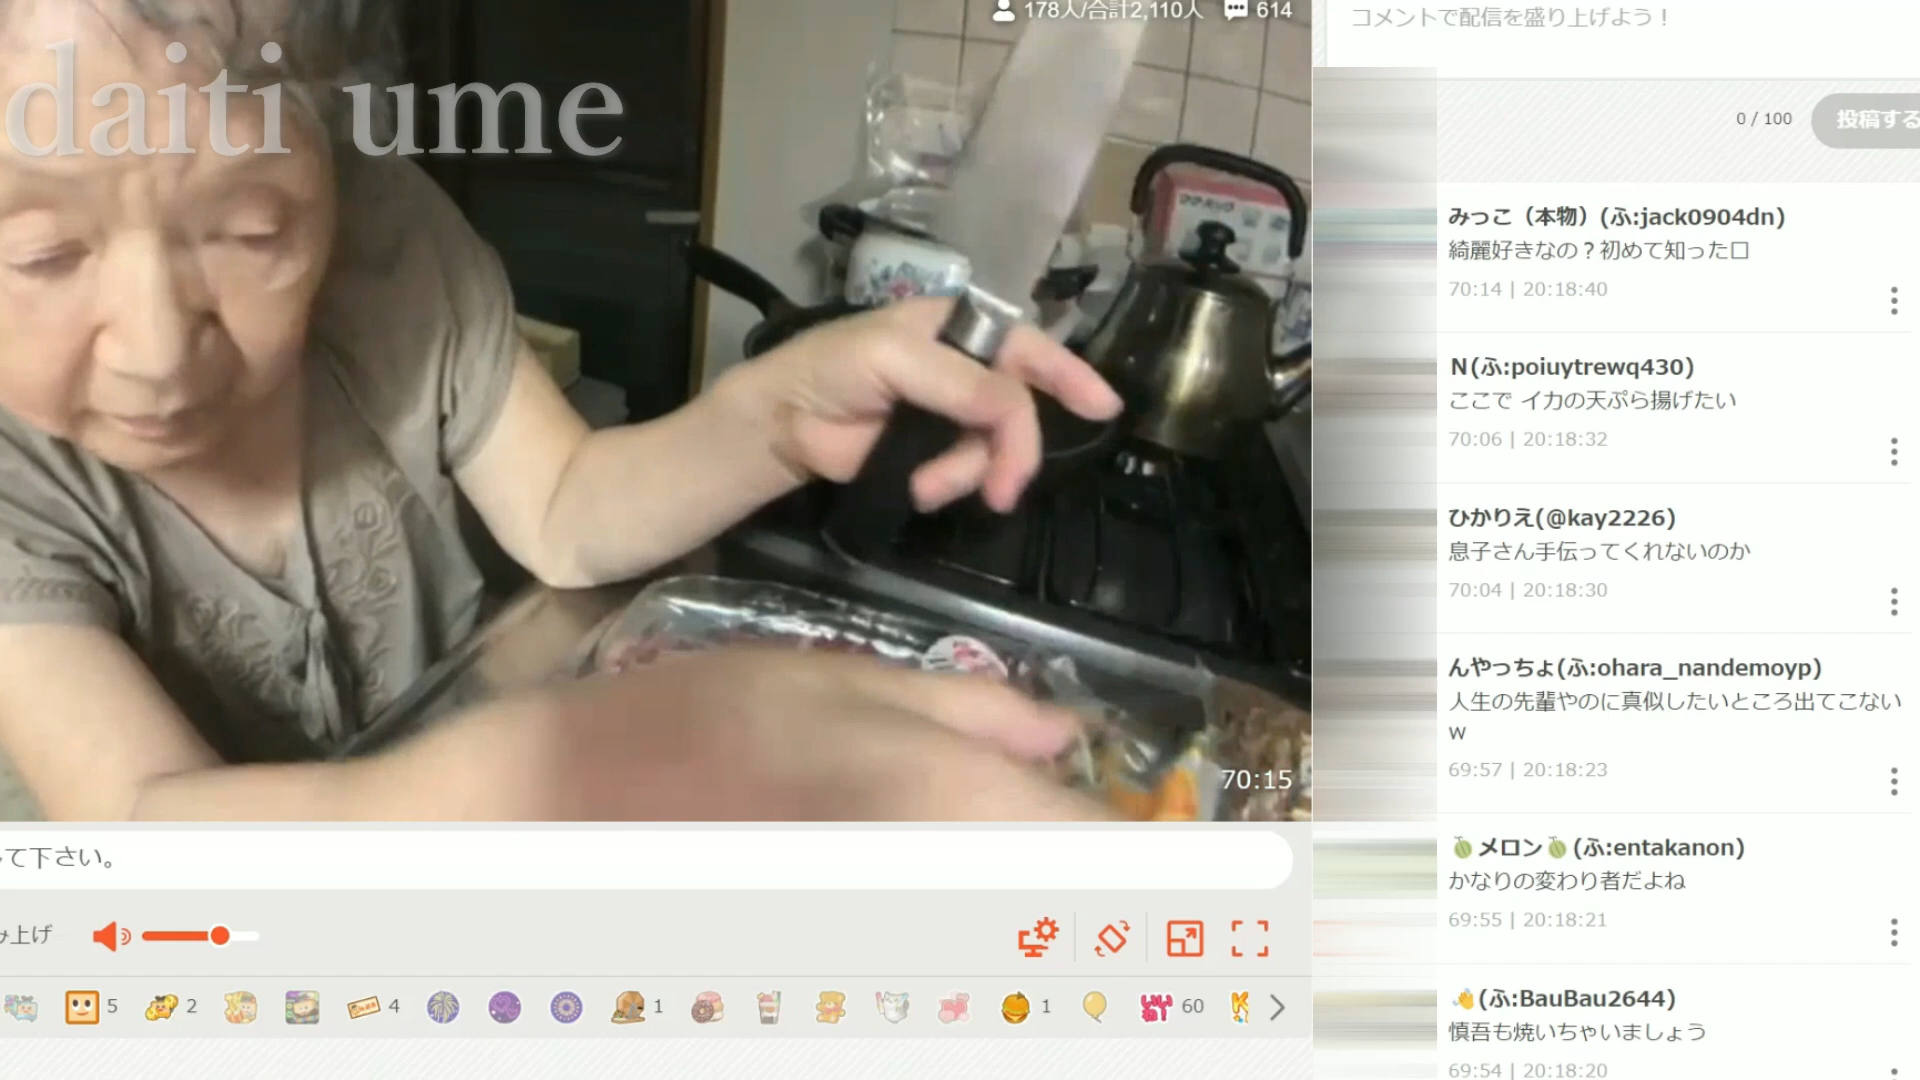 178人/合計2,110人 614
daiti ume
70:15
して下さい。
み上げ
5
2
4
1
1
いいね! 60
コメントで配信を盛り上げよう！
0 / 100
投稿する
みっこ（本物）(ふ:jack0904dn)
綺麗好きなの？初めて知った□
70:14 | 20:18:40
N(ふ:poiuytrewq430)
ここで イカの天ぷら揚げたい
70:06 | 20:18:32
ひかりえ(@kay2226)
息子さん手伝ってくれないのか
70:04 | 20:18:30
んやっちょ(ふ:ohara_nandemoyp)
人生の先輩やのに真似したいところ出てこない
w
69:57 | 20:18:23
🍈メロン🍈(ふ:entakanon)
かなりの変わり者だよね
69:55 | 20:18:21
👋(ふ:BauBau2644)
慎吾も焼いちゃいましょう
69:54 | 20:18:20